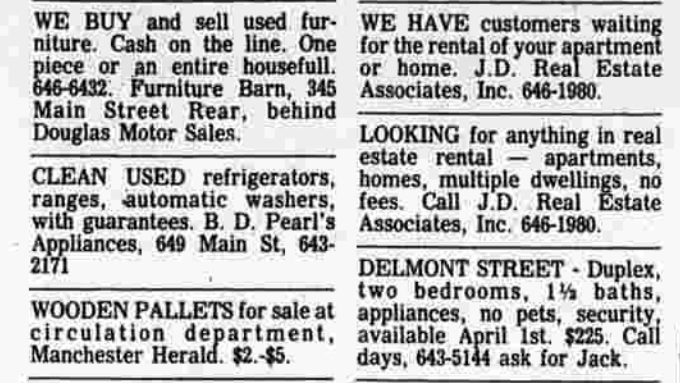 WE BUY and sell used fur-
niture. Cash on the line. One
piece or an entire housefull.
646-6432. Furniture Barn, 345
Main Street Rear, behind
Douglas Motor Sales.
CLEAN USED refrigerators,
ranges, automatic washers,
with guarantees. B. D. Pearl's
Appliances, 649 Main St, 643-
2171
WOODEN PALLETS for sale at
circulation department,
Manchester Herald. $2.-$5.
WE HAVE customers waiting
for the rental of your apartment
or home. J.D. Real Estate
Associates, Inc. 646-1980.
LOOKING for anything in real
estate rental — apartments,
homes, multiple dwellings, no
fees. Call J.D. Real Estate
Associates, Inc. 646-1980.
DELMONT STREET - Duplex,
two bedrooms, 1½ baths,
appliances, no pets, security,
available April 1st. $225. Call
days, 643-5144 ask for Jack.